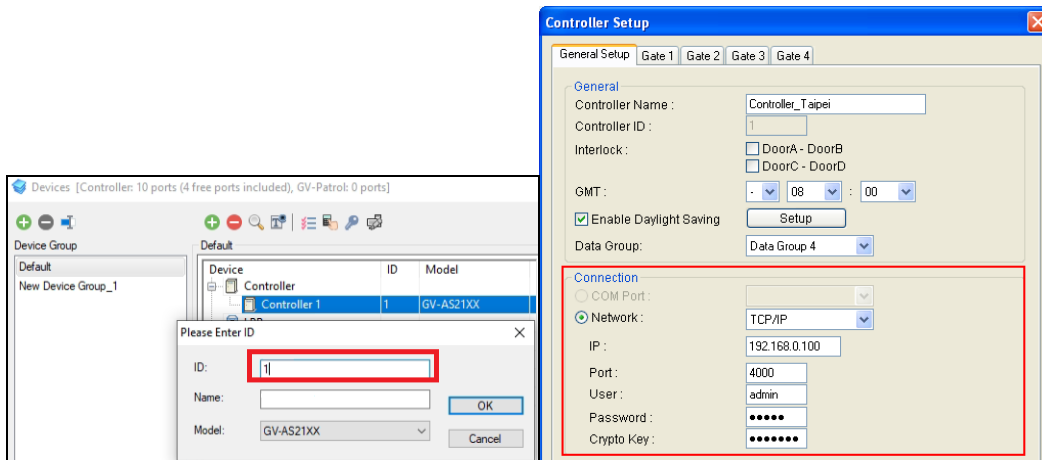 Devices [Controller: 10 ports (4 free ports included), GV-Patrol: 0 ports]
Device Group
Default
New Device_Group_1
Default
Device ID Model
Controller
Controller 1 1 GV-AS21XX
Please Enter ID
ID: 1
Name:
Model: GV-AS21XX
OK
Cancel
Controller Setup
General Setup Gate 1 Gate 2 Gate 3 Gate 4
General
Controller Name : Controller_Taipei
Controller ID : 1
Interlock : DoorA - DoorB
DoorC - DoorD
GMT : - 08 : 00
Enable Daylight Saving Setup
Data Group: Data Group 4
Connection
COM Port :
Network : TCP/IP
IP : 192.168.0.100
Port : 4000
User : admin
Password : •••••
Crypto Key : •••••••